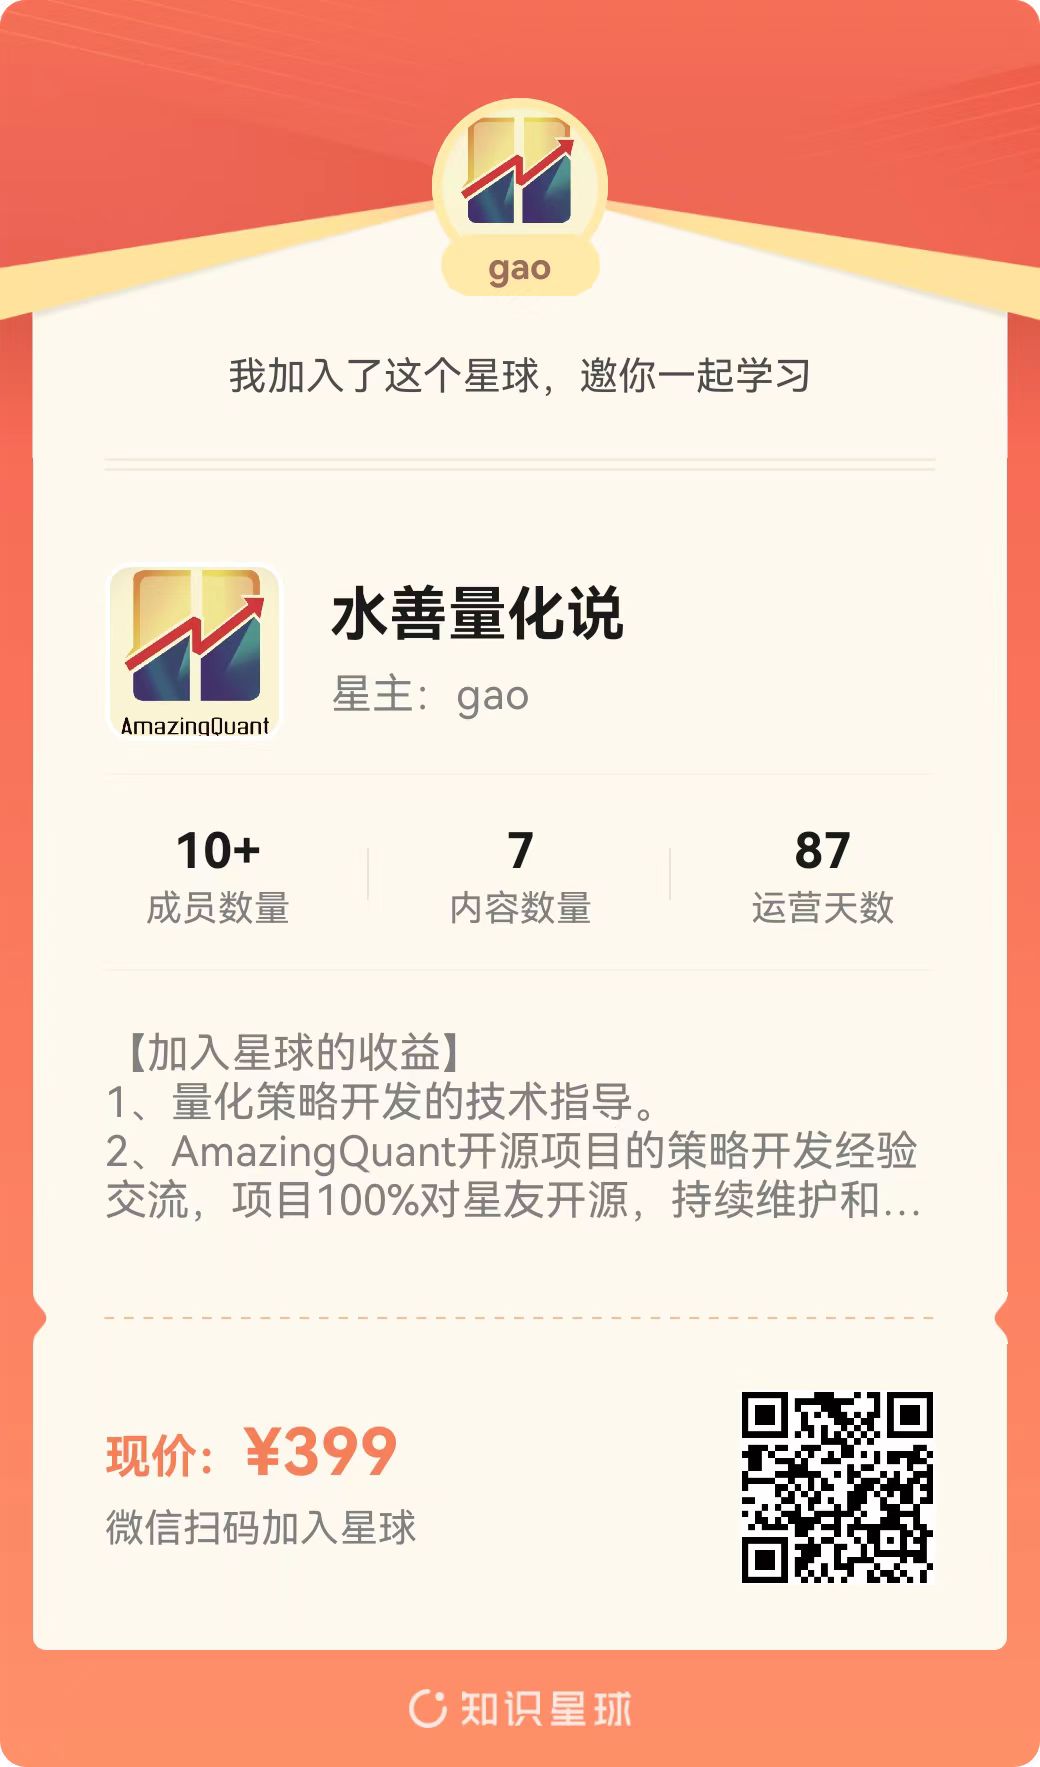 gao
我加入了这个星球，邀你一起学习
水善量化说
AmazingQuant
星主：gao
10+
7
87
成员数量
内容数量
运营天数
【加入星球的收益】
1、量化策略开发的技术指导。
2、AmazingQuant开源项目的策略开发经验
交流，项目100%对星友开源，持续维护和...
现价：¥399
微信扫码加入星球
知识星球